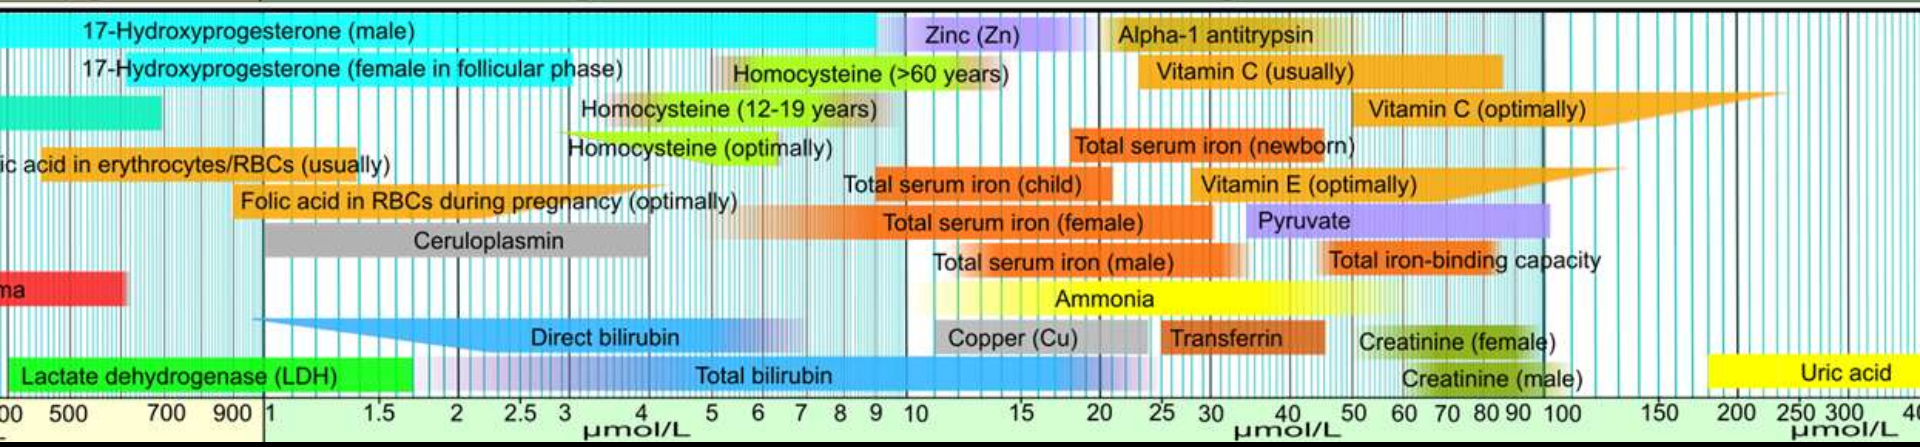 17-Hydroxyprogesterone (male)
Zinc (Zn)
Alpha-1 antitrypsin
17-Hydroxyprogesterone (female in follicular phase)
Homocysteine (>60 years)
Vitamin C (usually)
Homocysteine (12-19 years)
Vitamin C (optimally)
Homocysteine (optimally)
Total serum iron (newborn)
ic acid in erythrocytes/RBCs (usually)
Total serum iron (child)
Vitamin E (optimally)
Folic acid in RBCs during pregnancy (optimally)
Total serum iron (female)
Pyruvate
Ceruloplasmin
Total serum iron (male)
Total iron-binding capacity
ma
Ammonia
Direct bilirubin
Copper (Cu)
Transferrin
Creatinine (female)
Lactate dehydrogenase (LDH)
Total bilirubin
Creatinine (male)
Uric acid
00 500 700 900 1 1.5 2 2.5 3 4 5 6 7 8 9 10 15 20 25 30 40 50 60 70 80 90 100 150 200 250 300 40
µmol/L µmol/L µmol/L